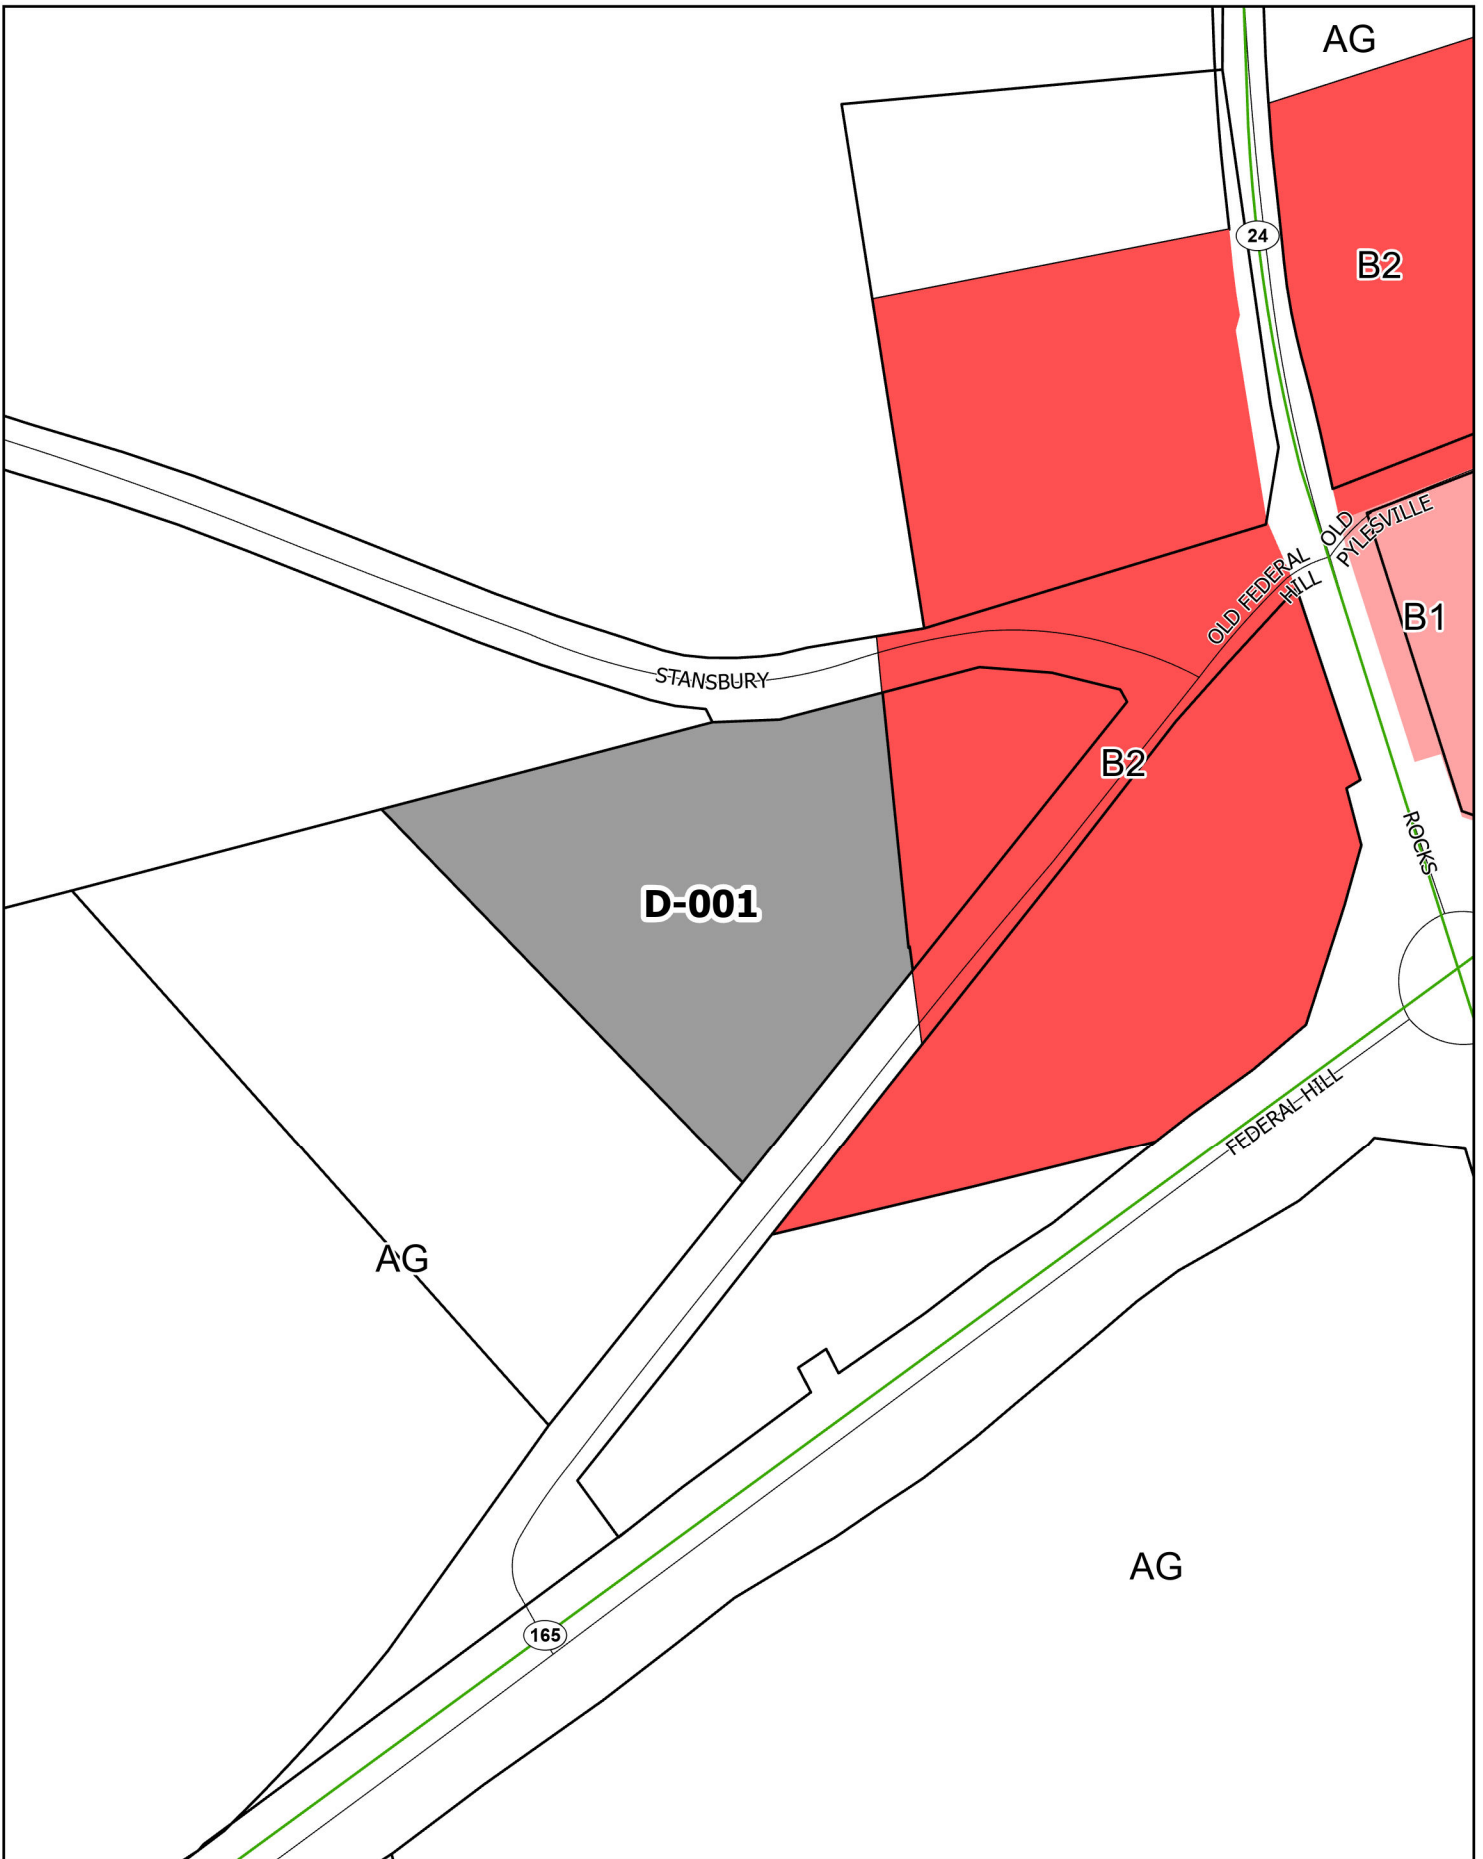 AG
24
B2
OLD
PYLESVILLE
OLD FEDERAL
HILL
B1
STANSBURY
B2
ROCKS
D-001
FEDERAL HILL
AG
AG
165